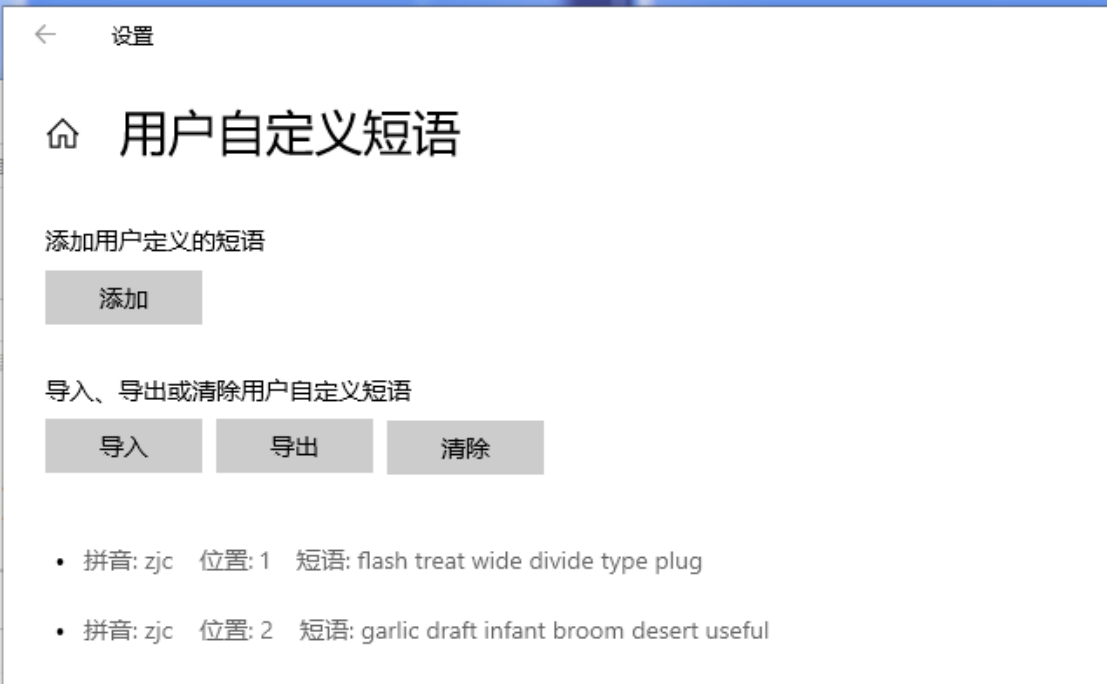 设置
用户自定义短语
添加用户定义的短语
添加
导入、导出或清除用户自定义短语
导入 导出 清除
• 拼音: zjc 位置: 1 短语: flash treat wide divide type plug
• 拼音: zjc 位置: 2 短语: garlic draft infant broom desert useful